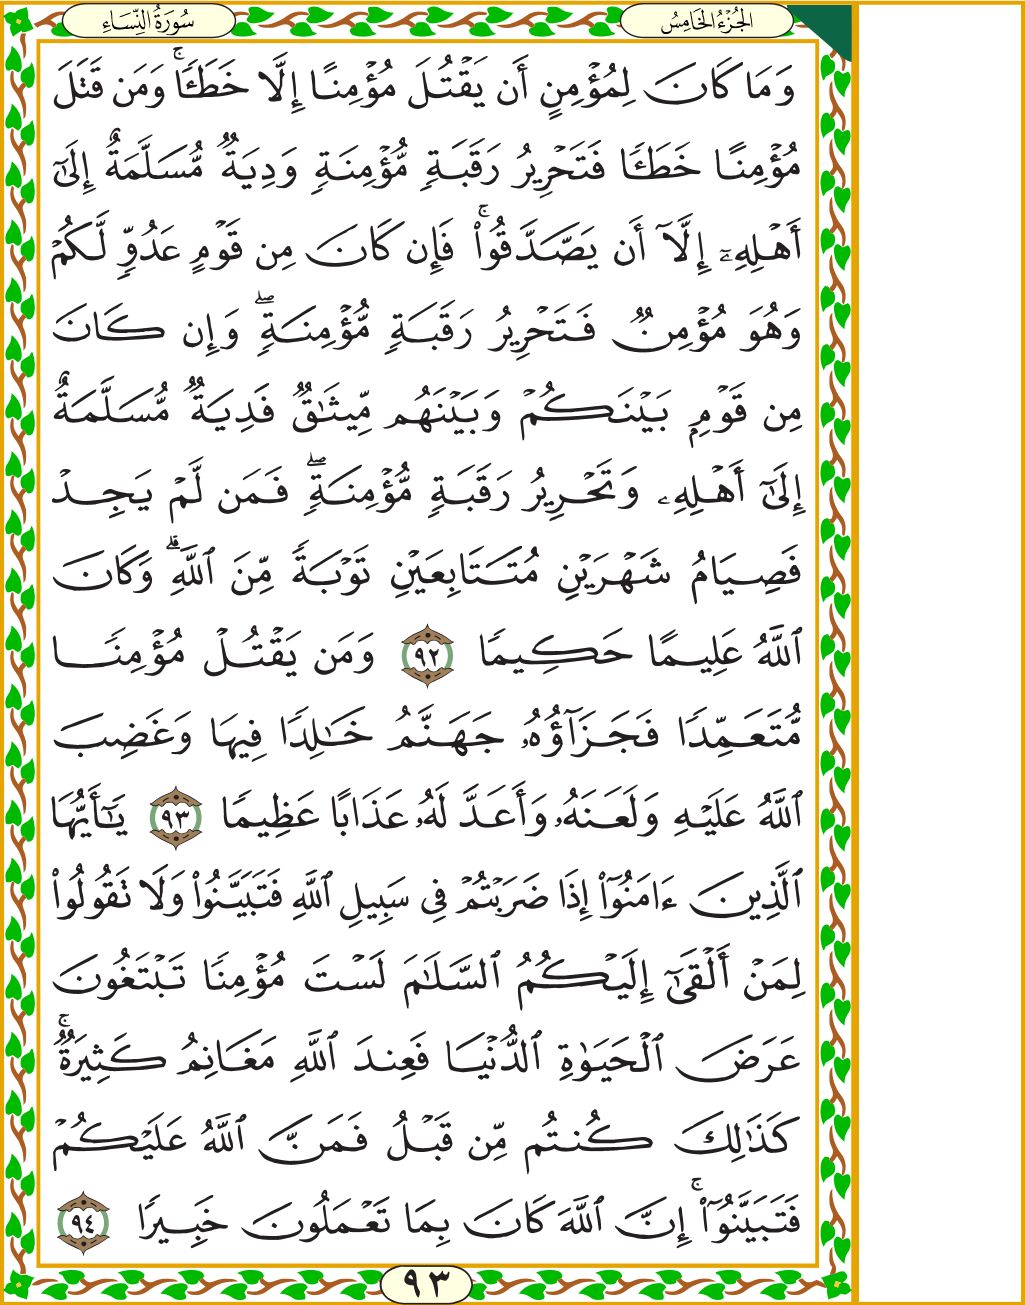 الجُزْءُ الخَامِسُ
سُورَةُ النِّسَاءِ
وَمَا كَانَ لِمُؤْمِنٍ أَن يَقْتُلَ مُؤْمِنًا إِلَّا خَطَـًٔاۚ وَمَن قَتَلَ
مُؤْمِنًا خَطَـًٔا فَتَحْرِيرُ رَقَبَةٍ مُّؤْمِنَةٍ وَدِيَةٌ مُّسَلَّمَةٌ إِلَىٰٓ
أَهْلِهِۦٓ إِلَّآ أَن يَصَّدَّقُوا۟ۚ فَإِن كَانَ مِن قَوْمٍ عَدُوٍّ لَّكُمْ
وَهُوَ مُؤْمِنٌ فَتَحْرِيرُ رَقَبَةٍ مُّؤْمِنَةٍۖ وَإِن كَانَ
مِن قَوْمٍۭ بَيْنَكُمْ وَبَيْنَهُم مِّيثَٰقٌ فَدِيَةٌ مُّسَلَّمَةٌ
إِلَىٰٓ أَهْلِهِۦ وَتَحْرِيرُ رَقَبَةٍ مُّؤْمِنَةٍۖ فَمَن لَّمْ يَجِدْ
فَصِيَامُ شَهْرَيْنِ مُتَتَابِعَيْنِ تَوْبَةً مِّنَ ٱللَّهِۗ وَكَانَ
ٱللَّهُ عَلِيمًا حَكِيمًا ٩٢ وَمَن يَقْتُلْ مُؤْمِنًا
مُّتَعَمِّدًا فَجَزَآؤُهُۥ جَهَنَّمُ خَٰلِدًا فِيهَا وَغَضِبَ
ٱللَّهُ عَلَيْهِ وَلَعَنَهُۥ وَأَعَدَّ لَهُۥ عَذَابًا عَظِيمًا ٩٣ يَٰٓأَيُّهَا
ٱلَّذِينَ ءَامَنُوٓا۟ إِذَا ضَرَبْتُمْ فِى سَبِيلِ ٱللَّهِ فَتَبَيَّنُوا۟ وَلَا تَقُولُوا۟
لِمَنْ أَلْقَىٰٓ إِلَيْكُمُ ٱلسَّلَٰمَ لَسْتَ مُؤْمِنًا تَبْتَغُونَ
عَرَضَ ٱلْحَيَوٰةِ ٱلدُّنْيَا فَعِندَ ٱللَّهِ مَغَانِمُ كَثِيرَةٌۚ
كَذَٰلِكَ كُنتُم مِّن قَبْلُ فَمَنَّ ٱللَّهُ عَلَيْكُمْ
فَتَبَيَّنُوٓا۟ۚ إِنَّ ٱللَّهَ كَانَ بِمَا تَعْمَلُونَ خَبِيرًا ٩٤
٩٣